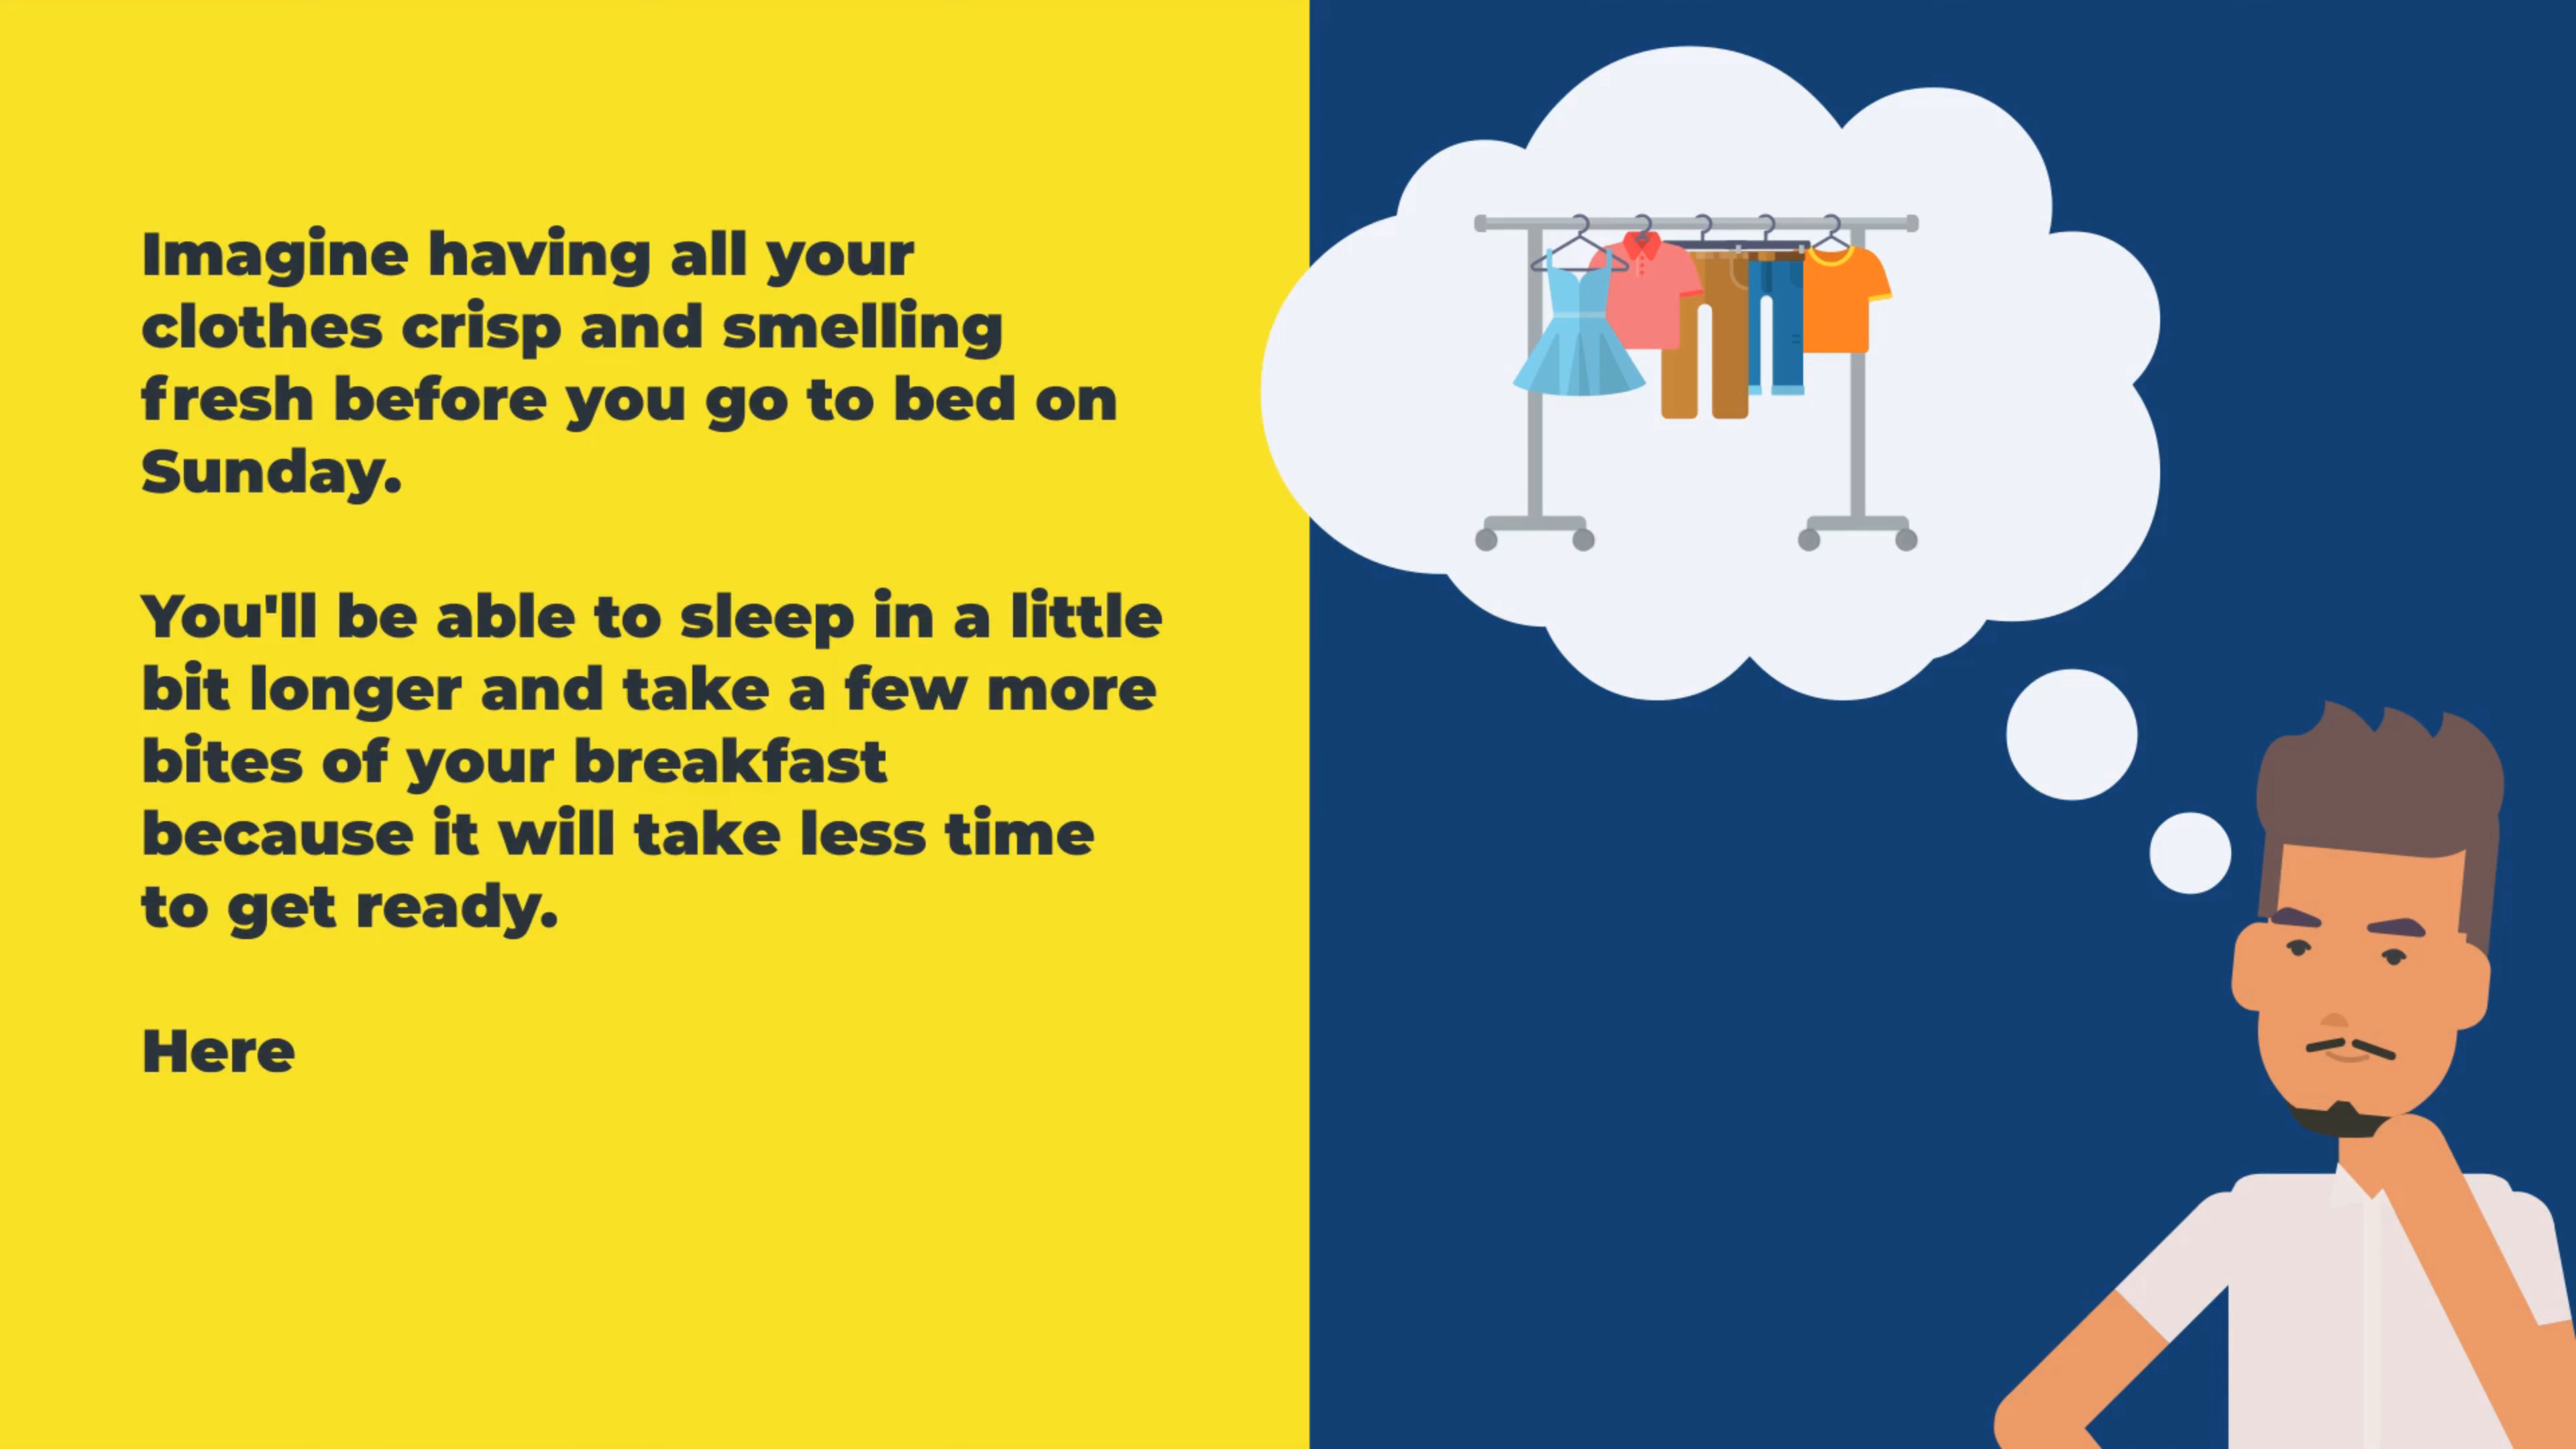 Imagine having all your
clothes crisp and smelling
fresh before you go to bed on
Sunday.
You'll be able to sleep in a little
bit longer and take a few more
bites of your breakfast
because it will take less time
to get ready.
Here